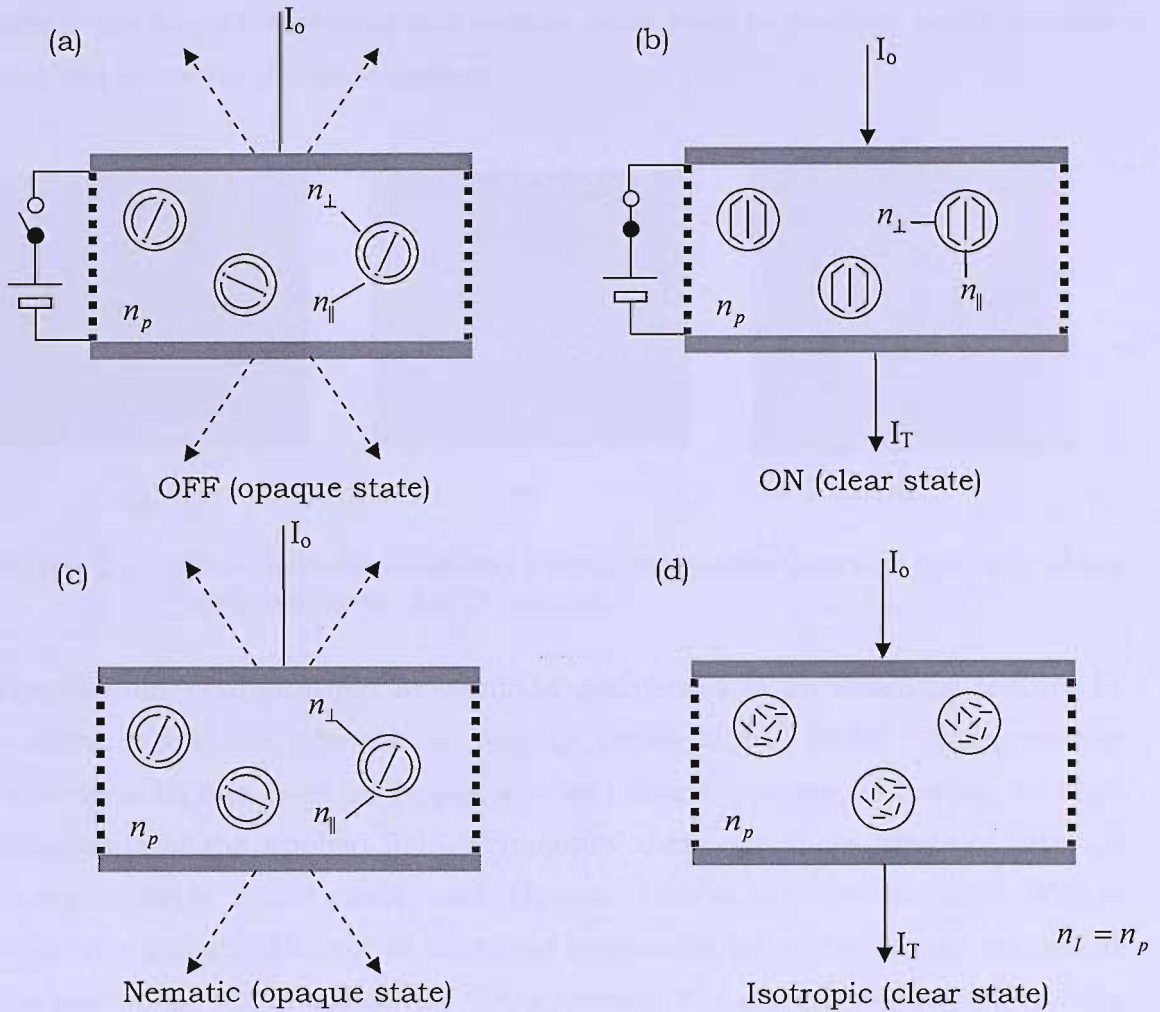 (a)
I₀
n⊥
n∥
nₚ
OFF (opaque state)
(b)
I₀
n⊥
n∥
nₚ
I_T
ON (clear state)
(c)
I₀
n⊥
n∥
nₚ
Nematic (opaque state)
(d)
I₀
nₚ
I_T
n_I = nₚ
Isotropic (clear state)